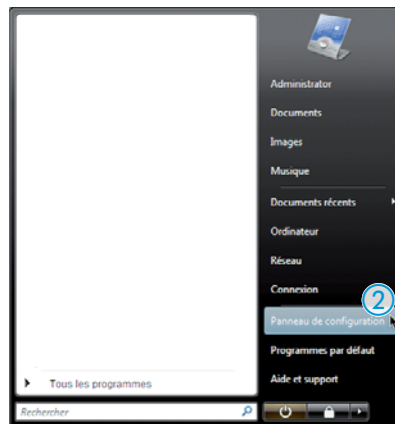 Administrator
Documents
Images
Musique
Documents récents
Ordinateur
Réseau
Connexion
2
Panneau de configuration
Programmes par défaut
Aide et support
Tous les programmes
Rechercher